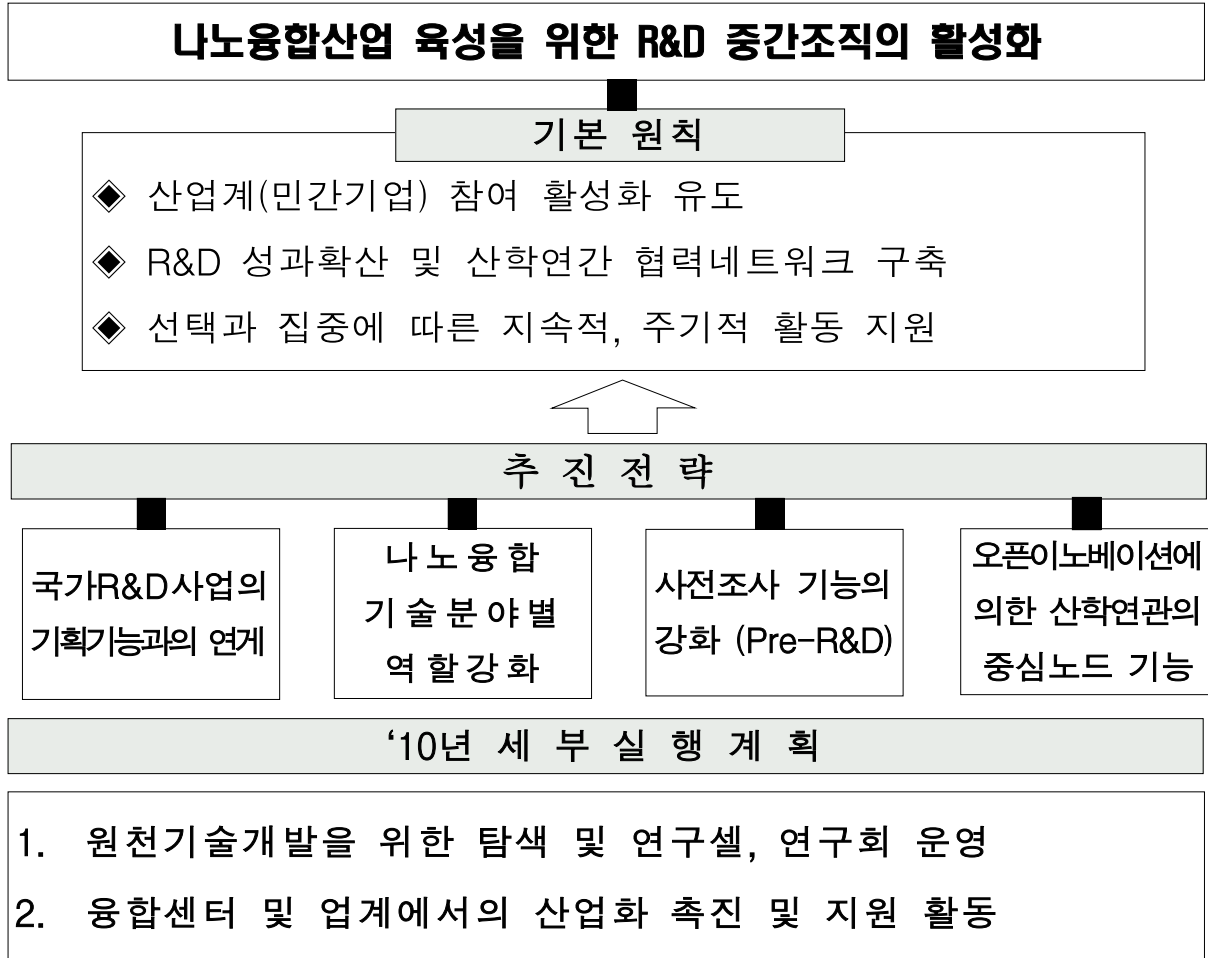 나노융합산업 육성을 위한 R&D 중간조직의 활성화
기본 원칙
◈ 산업계(민간기업) 참여 활성화 유도
◈ R&D 성과확산 및 산학연간 협력네트워크 구축
◈ 선택과 집중에 따른 지속적, 주기적 활동 지원
추 진 전 략
국가R&D사업의
기획기능과의 연게
나 노 융 합
기 술 분 야 별
역 할 강 화
사전조사 기능의
강화 (Pre-R&D)
오픈이노베이션에
의한 산학연관의
중심노드 기능
‘10년 세 부 실 행 계 획
1. 원천기술개발을 위한 탐색 및 연구셀, 연구회 운영
2. 융합센터 및 업계에서의 산업화 촉진 및 지원 활동